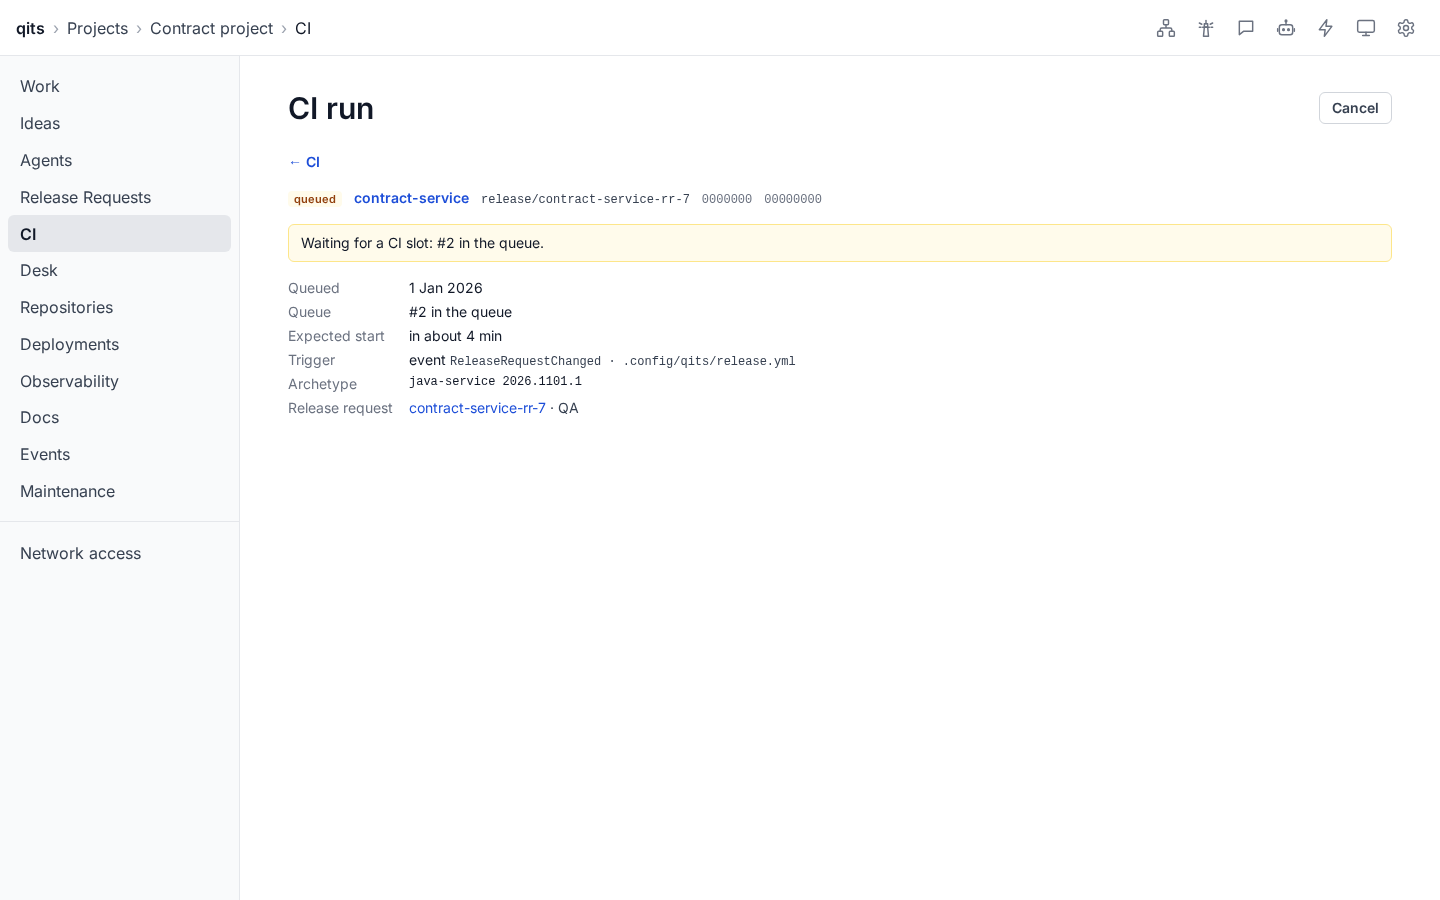 qits › Projects › Contract project › CI
Work
Ideas
Agents
Release Requests
CI
Desk
Repositories
Deployments
Observability
Docs
Events
Maintenance
Network access
CI run
Cancel
← CI
queued contract-service release/contract-service-rr-7 0000000 00000000
Waiting for a CI slot: #2 in the queue.
Queued 1 Jan 2026
Queue #2 in the queue
Expected start in about 4 min
Trigger event ReleaseRequestChanged · .config/qits/release.yml
Archetype java-service 2026.1101.1
Release request contract-service-rr-7 · QA